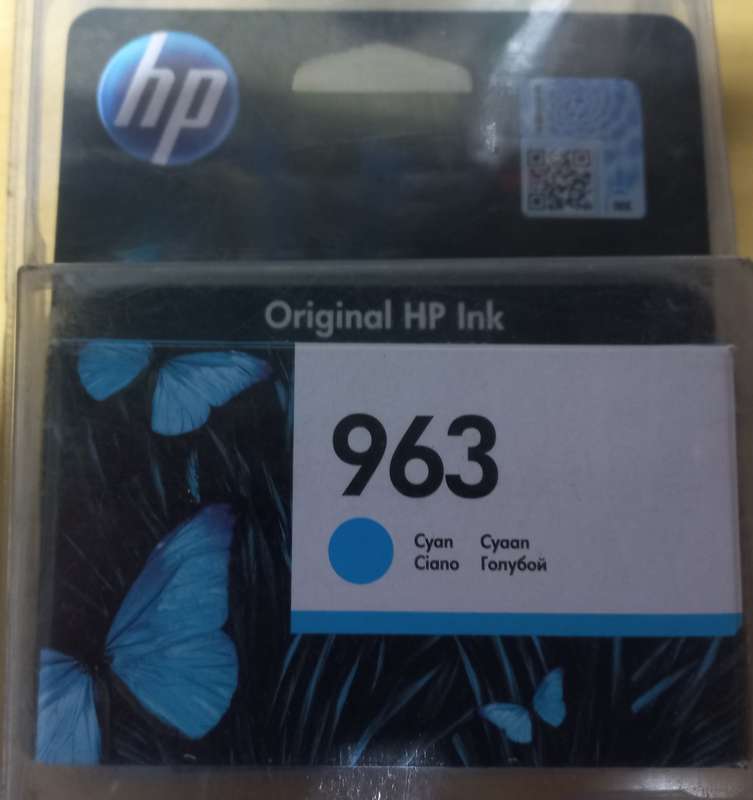 hp
Original HP Ink
963
Cyan Cyaan
Ciano Голубой